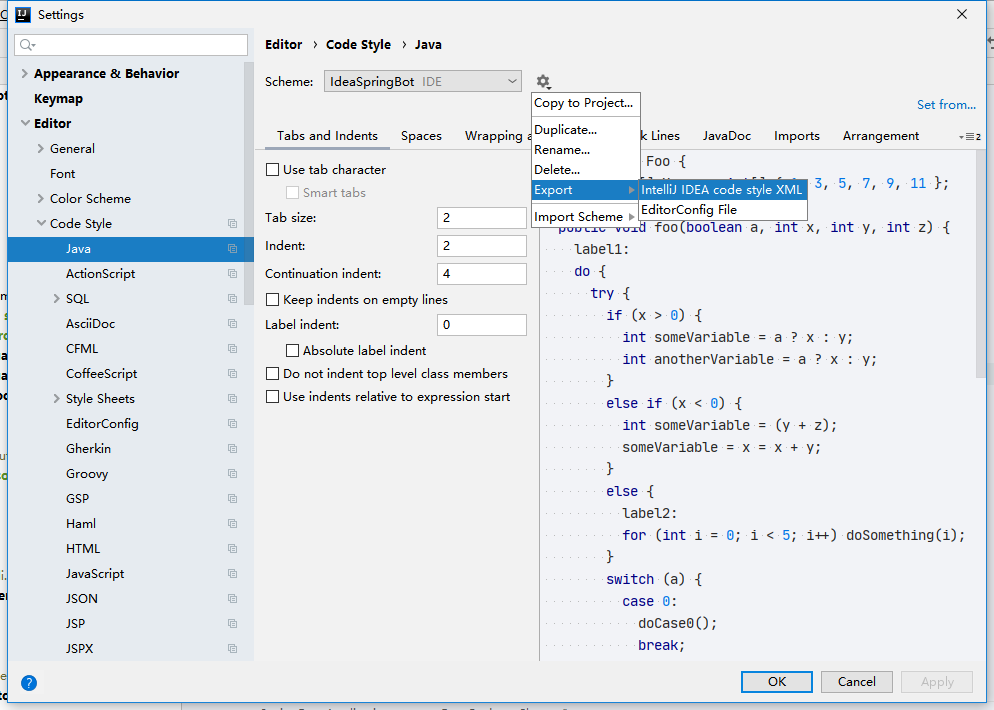 Settings
Editor › Code Style › Java
Scheme: IdeaSpringBot IDE
Set from...
Copy to Project...
Duplicate...
Rename...
Delete...
Export
Import Scheme
IntelliJ IDEA code style XML
EditorConfig File
Appearance & Behavior
Keymap
Editor
General
Font
Color Scheme
Code Style
Java
ActionScript
SQL
AsciiDoc
CFML
CoffeeScript
Style Sheets
EditorConfig
Gherkin
Groovy
GSP
Haml
HTML
JavaScript
JSON
JSP
JSPX
Tabs and Indents Spaces Wrapping Lines JavaDoc Imports Arrangement 2
Use tab character
Smart tabs
Tab size: 2
Indent: 2
Continuation indent: 4
Keep indents on empty lines
Label indent: 0
Absolute label indent
Do not indent top level class members
Use indents relative to expression start
Foo {
3, 5, 7, 9, 11 };
public void foo(boolean a, int x, int y, int z) {
label1:
do {
try {
if (x > 0) {
int someVariable = a ? x : y;
int anotherVariable = a ? x : y;
}
else if (x < 0) {
int someVariable = (y + z);
someVariable = x = x + y;
}
else {
label2:
for (int i = 0; i < 5; i++) doSomething(i);
}
switch (a) {
case 0:
doCase0();
break;
?
OK Cancel Apply